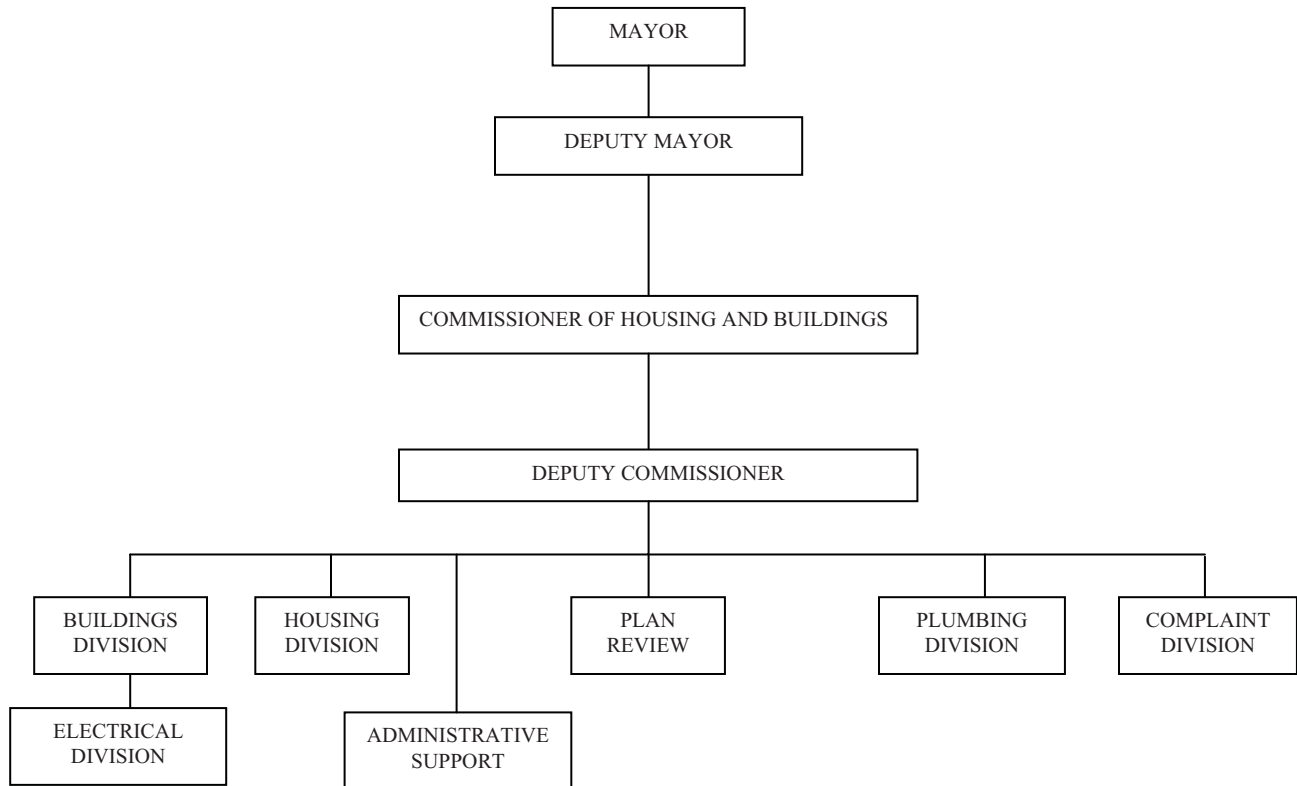 MAYOR
DEPUTY MAYOR
COMMISSIONER OF HOUSING AND BUILDINGS
DEPUTY COMMISSIONER
BUILDINGS
DIVISION
HOUSING
DIVISION
PLAN
REVIEW
PLUMBING
DIVISION
COMPLAINT
DIVISION
ELECTRICAL
DIVISION
ADMINISTRATIVE
SUPPORT